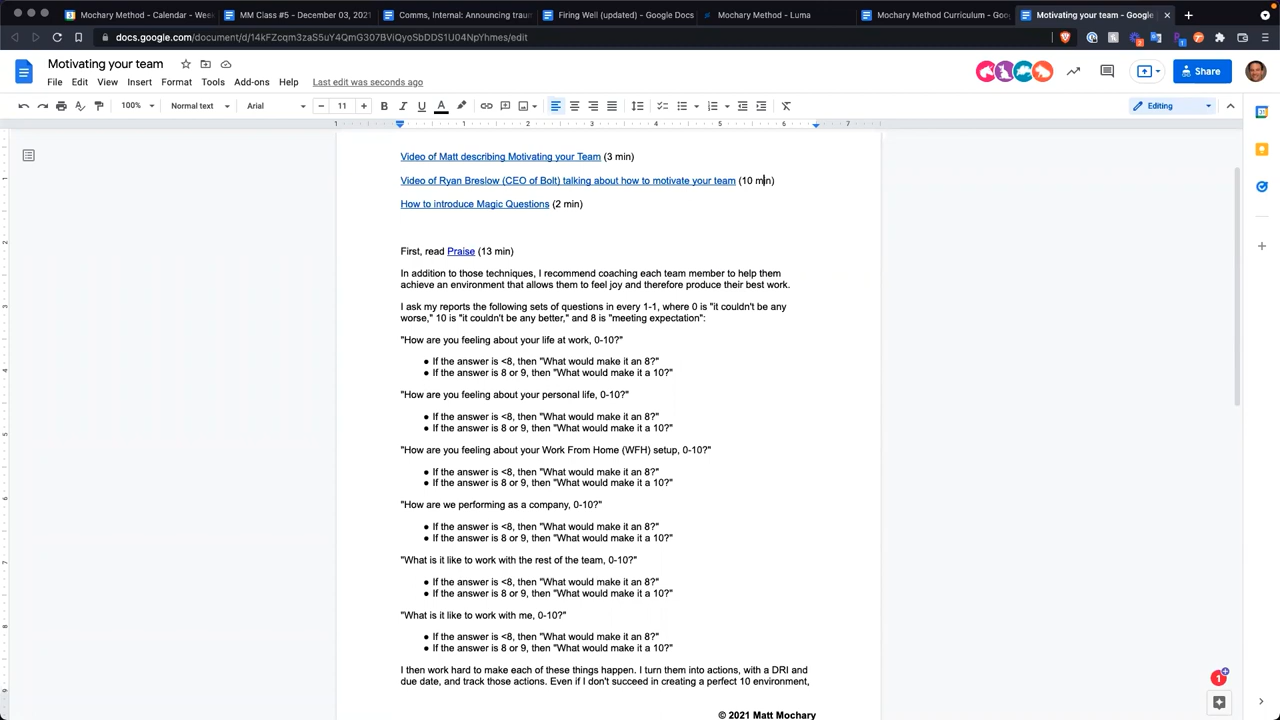 Mochary Method - Calendar - Week
MM Class #5 - December 03, 2021
Comms, Internal: Announcing traun
Firing Well (updated) - Google Docs
Mochary Method - Luma
Mochary Method Curriculum - Goog
Motivating your team - Google
docs.google.com/document/d/14kFZcqm3zaS5uY4QmG307BViQyoSbDDS1U04NpYhmes/edit
Motivating your team
File Edit View Insert Format Tools Add-ons Help Last edit was seconds ago
Share
100% Normal text Arial 11 Editing
1 1 2 3 4 5 6 7
Video of Matt describing Motivating your Team (3 min)
Video of Ryan Breslow (CEO of Bolt) talking about how to motivate your team (10 min)
How to introduce Magic Questions (2 min)
First, read Praise (13 min)
In addition to those techniques, I recommend coaching each team member to help them
achieve an environment that allows them to feel joy and therefore produce their best work.
I ask my reports the following sets of questions in every 1-1, where 0 is "it couldn't be any
worse," 10 is "it couldn't be any better," and 8 is "meeting expectation":
"How are you feeling about your life at work, 0-10?"
● If the answer is <8, then "What would make it an 8?"
● If the answer is 8 or 9, then "What would make it a 10?"
"How are you feeling about your personal life, 0-10?"
● If the answer is <8, then "What would make it an 8?"
● If the answer is 8 or 9, then "What would make it a 10?"
"How are you feeling about your Work From Home (WFH) setup, 0-10?"
● If the answer is <8, then "What would make it an 8?"
● If the answer is 8 or 9, then "What would make it a 10?"
"How are we performing as a company, 0-10?"
● If the answer is <8, then "What would make it an 8?"
● If the answer is 8 or 9, then "What would make it a 10?"
"What is it like to work with the rest of the team, 0-10?"
● If the answer is <8, then "What would make it an 8?"
● If the answer is 8 or 9, then "What would make it a 10?"
"What is it like to work with me, 0-10?"
● If the answer is <8, then "What would make it an 8?"
● If the answer is 8 or 9, then "What would make it a 10?"
I then work hard to make each of these things happen. I turn them into actions, with a DRI and
due date, and track those actions. Even if I don't succeed in creating a perfect 10 environment,
© 2021 Matt Mochary
1